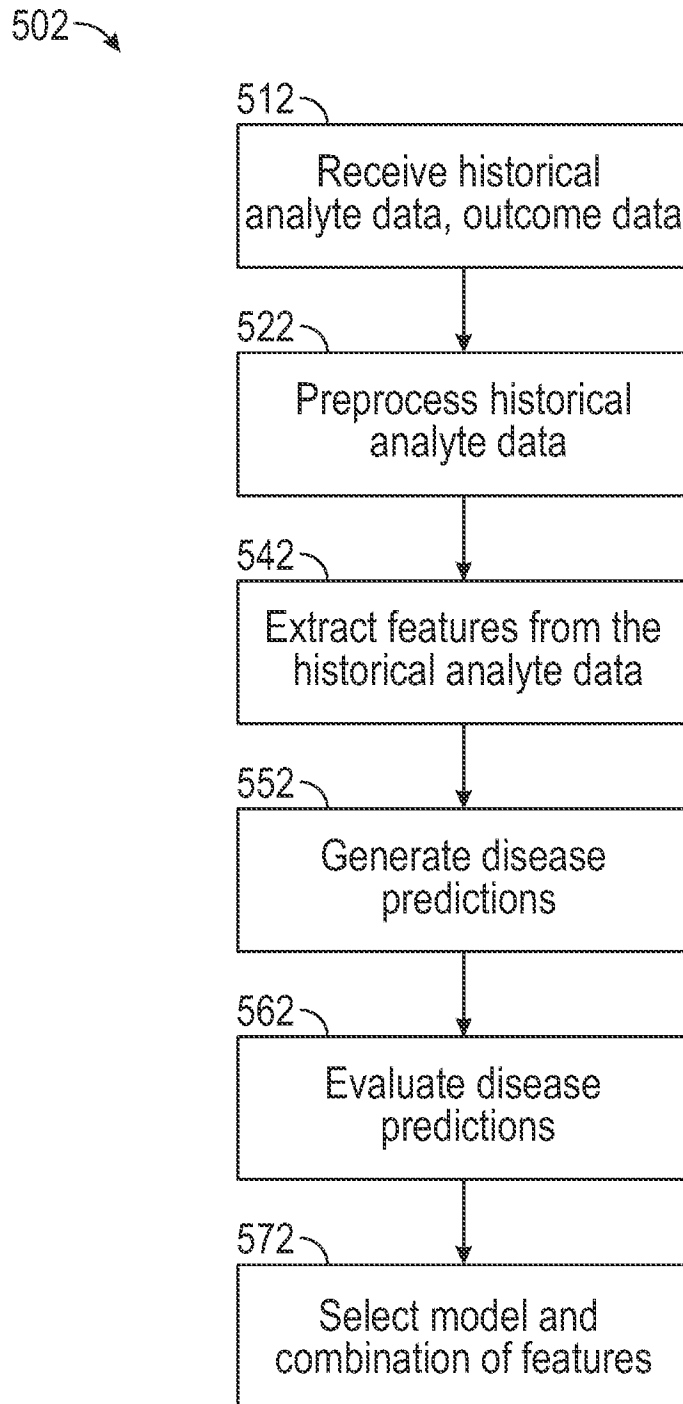 502
512
Receive historical
analyte data, outcome data
522
Preprocess historical
analyte data
542
Extract features from the
historical analyte data
552
Generate disease
predictions
562
Evaluate disease
predictions
572
Select model and
combination of features